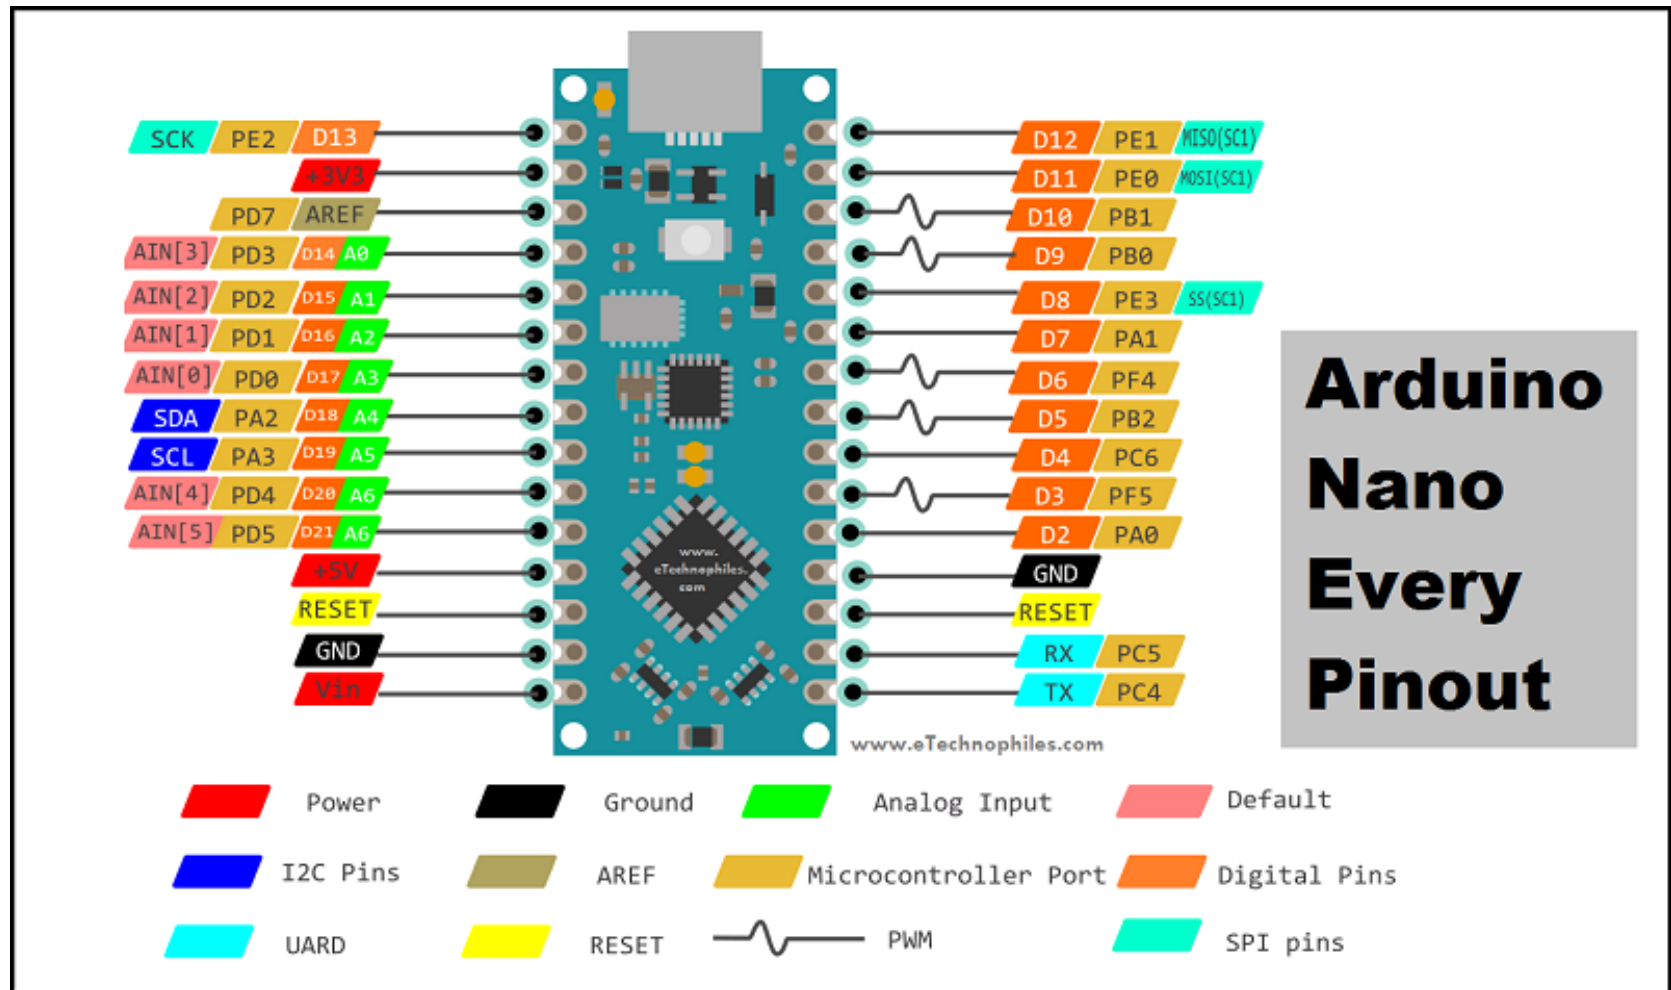 SCK PE2 D13
+3V3
PD7 AREF
AIN[3] PD3 D14 A0
AIN[2] PD2 D15 A1
AIN[1] PD1 D16 A2
AIN[0] PD0 D17 A3
SDA PA2 D18 A4
SCL PA3 D19 A5
AIN[4] PD4 D20 A6
AIN[5] PD5 D21 A6
+5V
RESET
GND
Vin
www.
eTechnophiles.
com
D12 PE1 MISO(SC1)
D11 PE0 MOSI(SC1)
D10 PB1
D9 PB0
D8 PE3 SS(SC1)
D7 PA1
D6 PF4
D5 PB2
D4 PC6
D3 PF5
D2 PA0
GND
RESET
RX PC5
TX PC4
www.eTechnophiles.com
Arduino
Nano
Every
Pinout
Power Ground Analog Input Default
I2C Pins AREF Microcontroller Port Digital Pins
UARD RESET PWM SPI pins